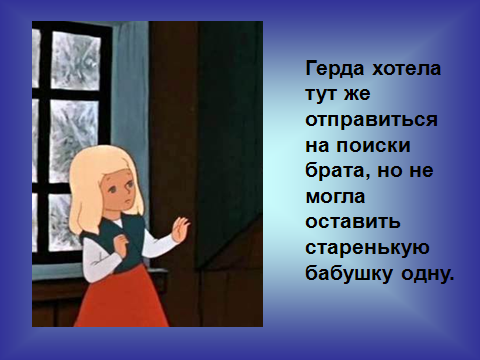 Герда хотела
тут же
отправиться
на поиски
брата, но не
могла
оставить
старенькую
бабушку одну.